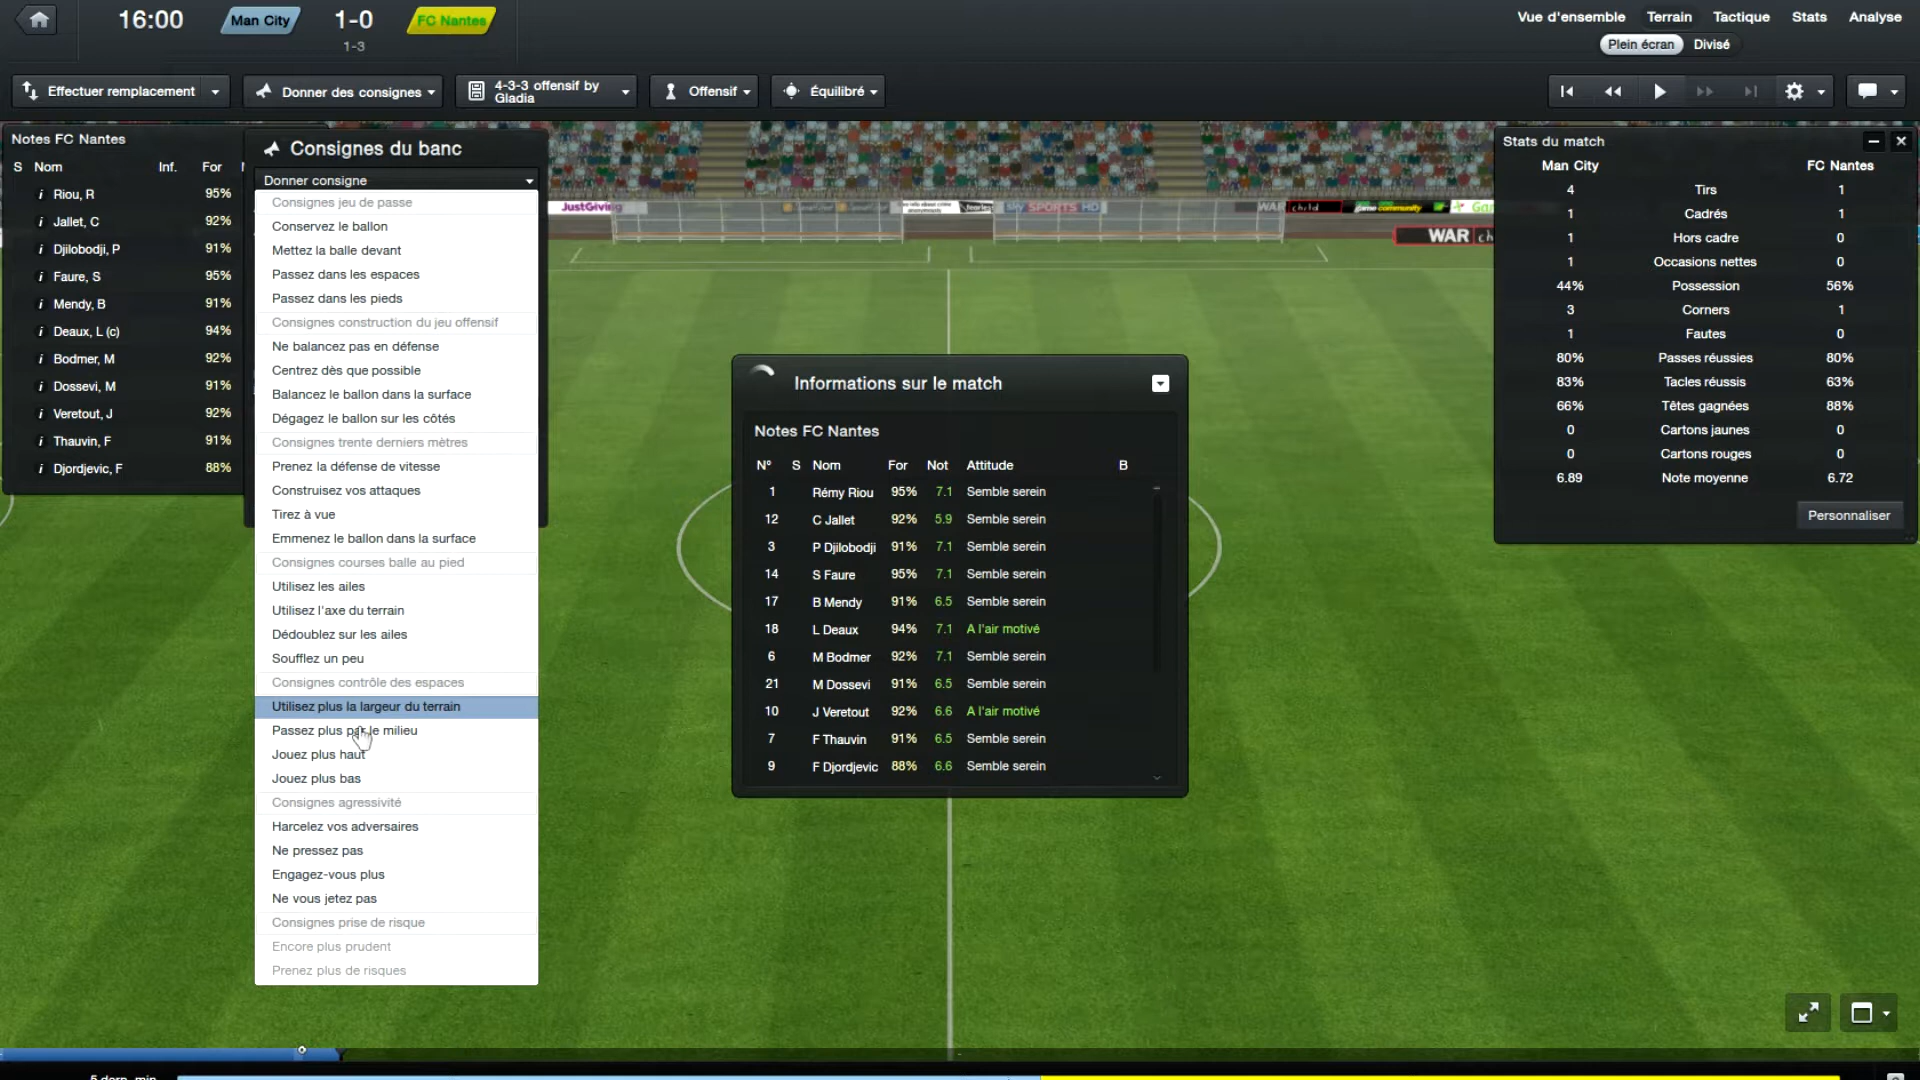 16:00
Man City
1-0
FC Nantes
1-3
Vue d'ensemble
Terrain
Tactique
Stats
Analyse
Plein écran
Divisé
Effectuer remplacement
Donner des consignes
4-3-3 offensif by
Gladia
Offensif
Équilibré
Notes FC Nantes
S Nom Inf. For
i Riou, R 95%
i Jallet, C 92%
i Djilobodji, P 91%
i Faure, S 95%
i Mendy, B 91%
i Deaux, L (c) 94%
i Bodmer, M 92%
i Dossevi, M 91%
i Veretout, J 92%
i Thauvin, F 91%
i Djordjevic, F 88%
Consignes du banc
Donner consigne
Consignes jeu de passe
Conservez le ballon
Mettez la balle devant
Passez dans les espaces
Passez dans les pieds
Consignes construction du jeu offensif
Ne balancez pas en défense
Centrez dès que possible
Balancez le ballon dans la surface
Dégagez le ballon sur les côtés
Consignes trente derniers mètres
Prenez la défense de vitesse
Construisez vos attaques
Tirez à vue
Emmenez le ballon dans la surface
Consignes courses balle au pied
Utilisez les ailes
Utilisez l'axe du terrain
Dédoublez sur les ailes
Soufflez un peu
Consignes contrôle des espaces
Utilisez plus la largeur du terrain
Passez plus par le milieu
Jouez plus haut
Jouez plus bas
Consignes agressivité
Harcelez vos adversaires
Ne pressez pas
Engagez-vous plus
Ne vous jetez pas
Consignes prise de risque
Encore plus prudent
Prenez plus de risques
JustGiving
SKY SPORTS HD
WAR child
game community
WAR ch
Informations sur le match
Notes FC Nantes
N° S Nom For Not Attitude B
1 Rémy Riou 95% 7.1 Semble serein
12 C Jallet 92% 5.9 Semble serein
3 P Djilobodji 91% 7.1 Semble serein
14 S Faure 95% 7.1 Semble serein
17 B Mendy 91% 6.5 Semble serein
18 L Deaux 94% 7.1 A l'air motivé
6 M Bodmer 92% 7.1 Semble serein
21 M Dossevi 91% 6.5 Semble serein
10 J Veretout 92% 6.6 A l'air motivé
7 F Thauvin 91% 6.5 Semble serein
9 F Djordjevic 88% 6.6 Semble serein
Stats du match
Man City FC Nantes
4 Tirs 1
1 Cadrés 1
1 Hors cadre 0
1 Occasions nettes 0
44% Possession 56%
3 Corners 1
1 Fautes 0
80% Passes réussies 80%
83% Tacles réussis 63%
66% Têtes gagnées 88%
0 Cartons jaunes 0
0 Cartons rouges 0
6.89 Note moyenne 6.72
Personnaliser
5 dern. min.